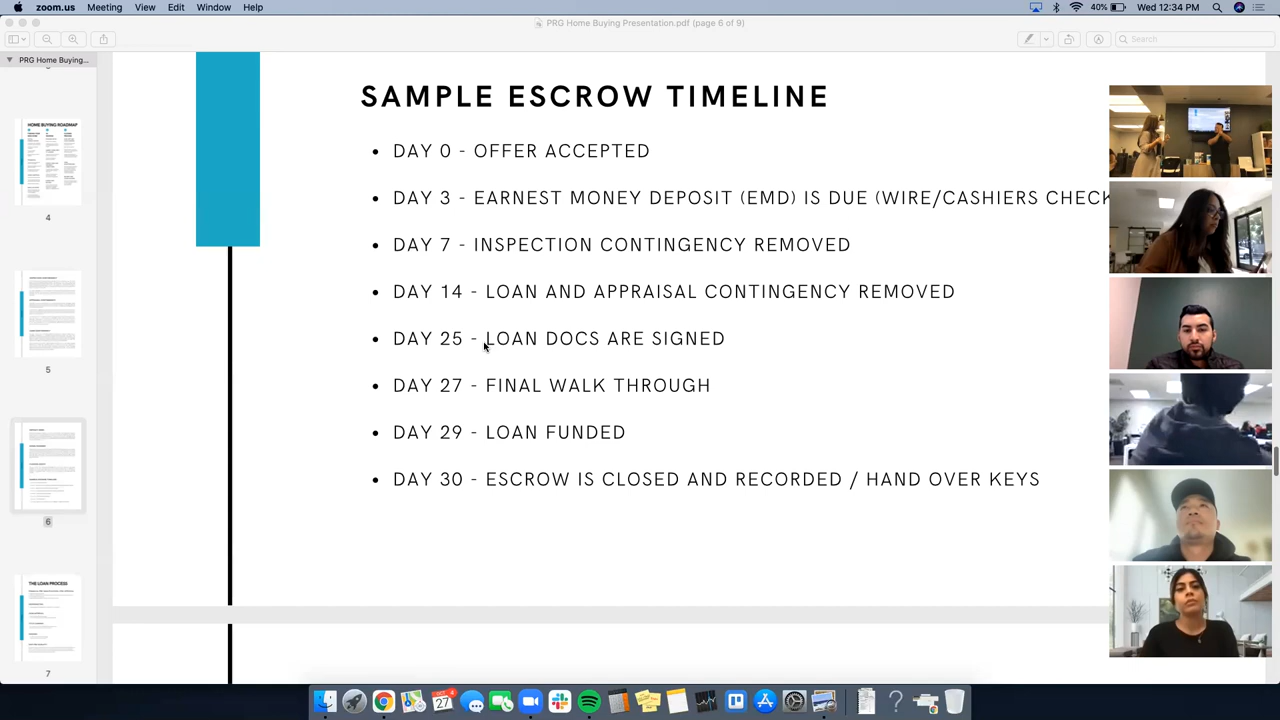 zoom.us Meeting View Edit Window Help
40% Wed 12:34 PM
PRG Home Buying Presentation.pdf (page 6 of 9)
Search
PRG Home Buying...
HOME BUYING ROADMAP
4
5
6
THE LOAN PROCESS
7
SAMPLE ESCROW TIMELINE
• DAY 0 - OFFER ACCEPTED
• DAY 3 - EARNEST MONEY DEPOSIT (EMD) IS DUE (WIRE/CASHIERS CHECK
• DAY 7 - INSPECTION CONTINGENCY REMOVED
• DAY 14 - LOAN AND APPRAISAL CONTINGENCY REMOVED
• DAY 25 - LOAN DOCS ARE SIGNED
• DAY 27 - FINAL WALK THROUGH
• DAY 29 - LOAN FUNDED
• DAY 30 - ESCROW IS CLOSED AND RECORDED / HAND OVER KEYS
OCT
27